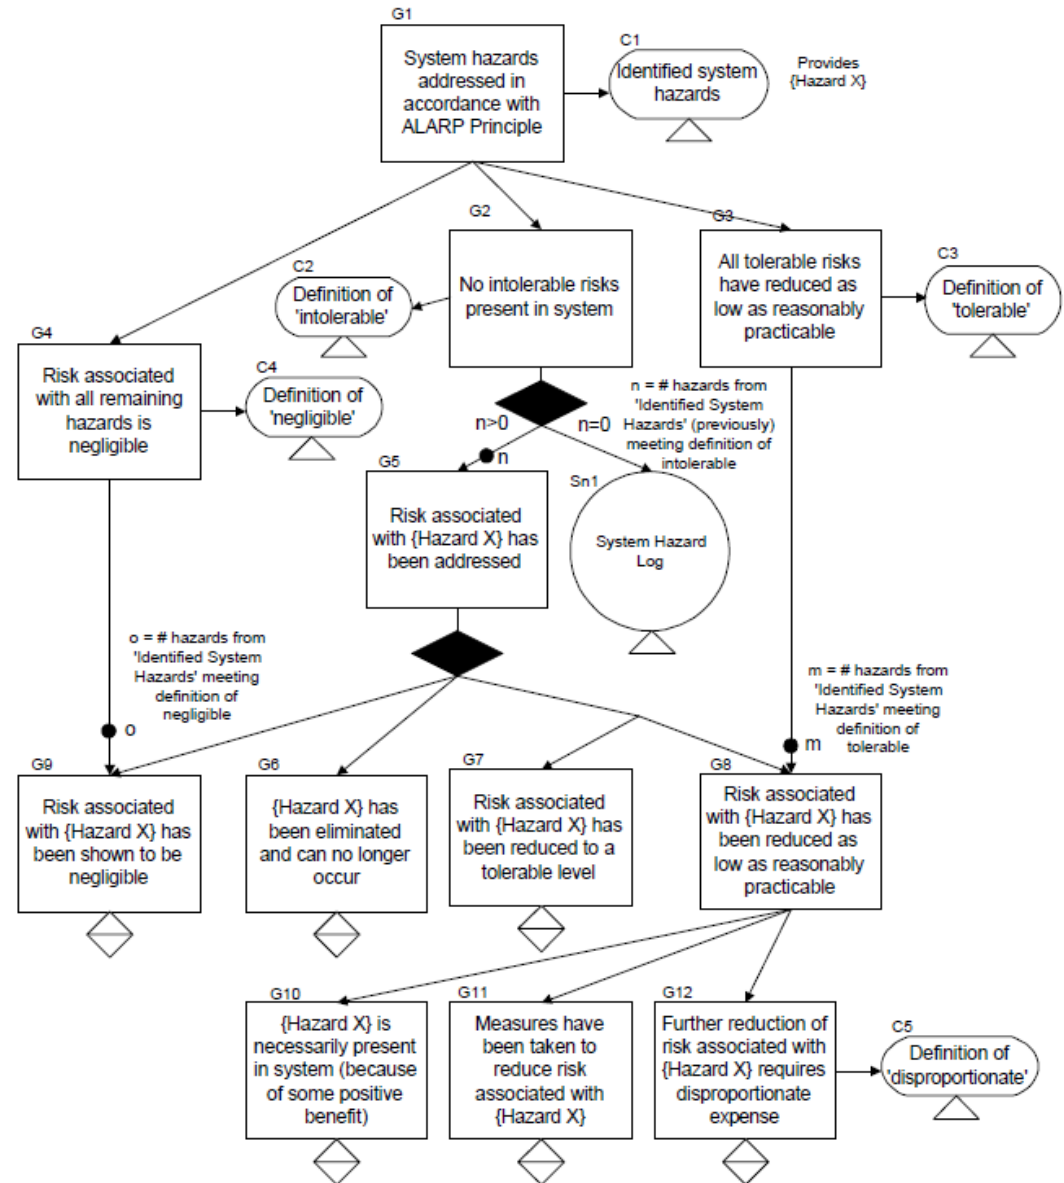 G1
System hazards
addressed in
accordance with
ALARP Principle
C1
Identified system
hazards
Provides
{Hazard X}
G2
No intolerable risks
present in system
C2
Definition of
'intolerable'
G3
All tolerable risks
have reduced as
low as reasonably
practicable
C3
Definition of
'tolerable'
G4
Risk associated
with all remaining
hazards is
negligible
C4
Definition of
'negligible'
n>0
n=0
n = # hazards from
'Identified System
Hazards' (previously)
meeting definition of
intolerable
n
G5
Risk associated
with {Hazard X} has
been addressed
Sn1
System Hazard
Log
o = # hazards from
'Identified System
Hazards' meeting
definition of
negligible
o
m = # hazards from
'Identified System
Hazards' meeting
definition of
tolerable
m
G9
Risk associated
with {Hazard X} has
been shown to be
negligible
G6
{Hazard X} has
been eliminated
and can no longer
occur
G7
Risk associated
with {Hazard X} has
been reduced to a
tolerable level
G8
Risk associated
with {Hazard X} has
been reduced as
low as reasonably
practicable
G10
{Hazard X} is
necessarily present
in system (because
of some positive
benefit)
G11
Measures have
been taken to
reduce risk
associated with
{Hazard X}
G12
Further reduction of
risk associated with
{Hazard X} requires
disproportionate
expense
C5
Definition of
'disproportionate'